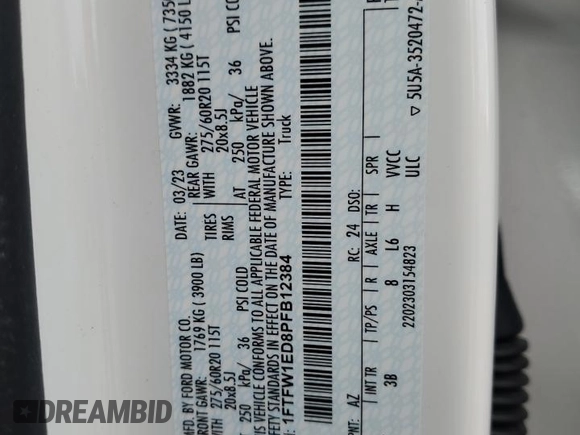 MFD. BY FORD MOTOR CO.
03/23 GVWR: 3334 KG ( 735
FRONT GAWR: 1769 KG ( 3900 LB)
REAR GAWR: 1882 KG ( 4150 L
WITH 275/60R20 115T TIRES
WITH 275/60R20 115T
20x8.5J RIMS
20x8.5J
250 kPa/ 36 PSI COLD
AT 250 kPa/ 36 PSI CO
THIS VEHICLE CONFORMS TO ALL APPLICABLE FEDERAL MOTOR VEHICLE
SAFETY STANDARDS IN EFFECT ON THE DATE OF MANUFACTURE SHOWN ABOVE.
1FTFW1ED8PFB12384
TYPE: Truck
PNT: AZ
RC: 24 DSO:
INT TR TP/PS R AXLE TR SPR
3B 8 L6 H VVCC
ULC
2202303154823
▽ 5U5A-3520472-
DREAMBID